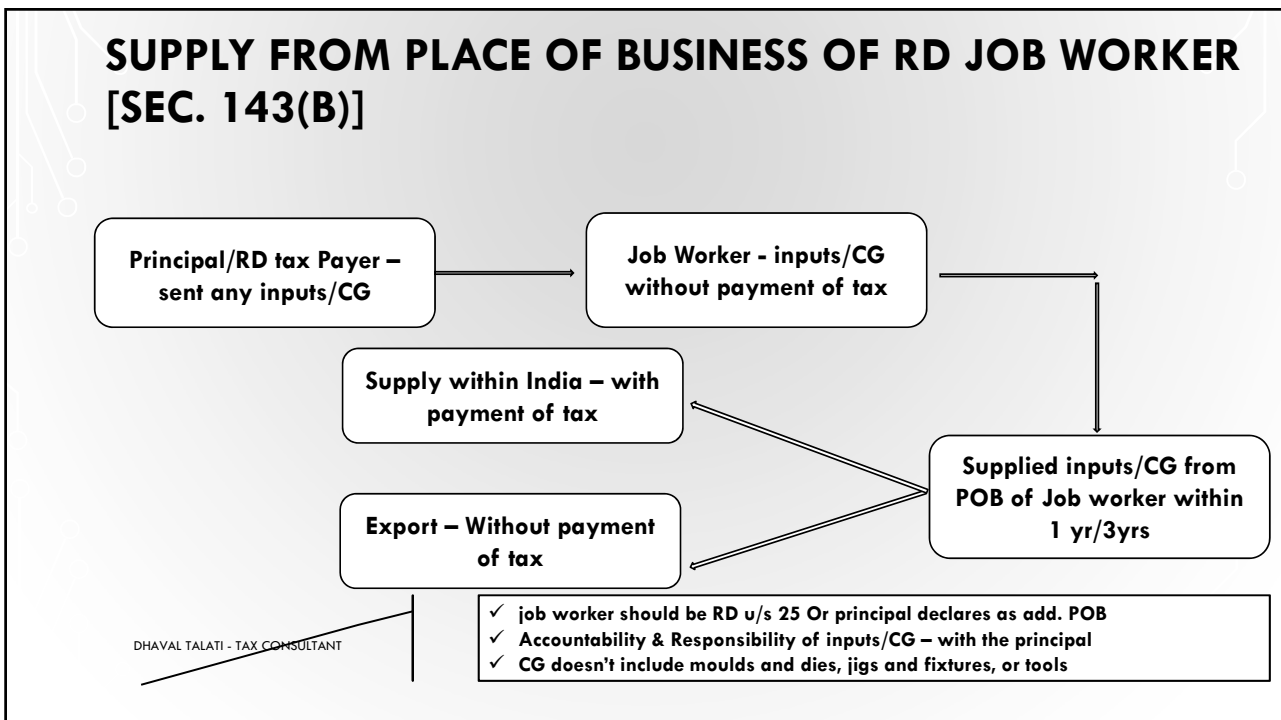 SUPPLY FROM PLACE OF BUSINESS OF RD JOB WORKER
[SEC. 143(B)]
Principal/RD tax Payer –
sent any inputs/CG
Job Worker - inputs/CG
without payment of tax
Supply within India – with
payment of tax
Supplied inputs/CG from
POB of Job worker within
1 yr/3yrs
Export – Without payment
of tax
✓ job worker should be RD u/s 25 Or principal declares as add. POB
✓ Accountability & Responsibility of inputs/CG – with the principal
✓ CG doesn't include moulds and dies, jigs and fixtures, or tools
DHAVAL TALATI - TAX CONSULTANT